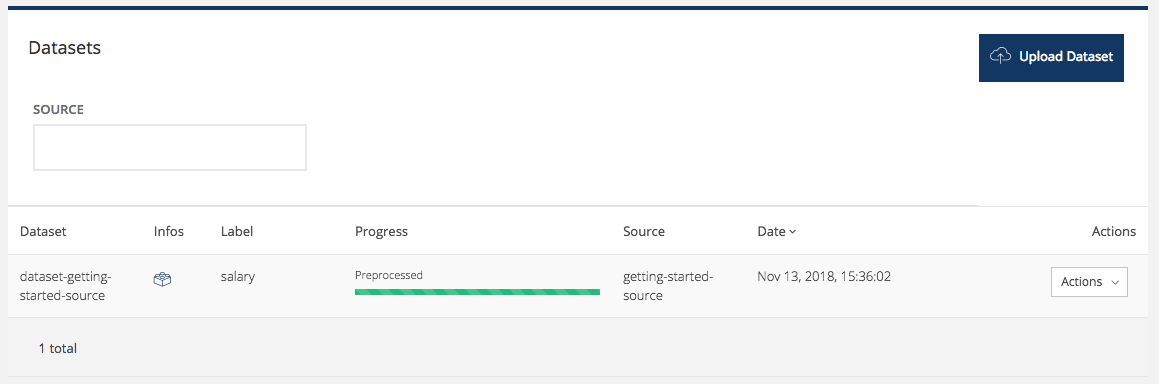 Datasets
Upload Dataset
SOURCE
Dataset Infos Label Progress Source Date Actions
dataset-getting-started-source salary Preprocessed getting-started-source Nov 13, 2018, 15:36:02 Actions
1 total